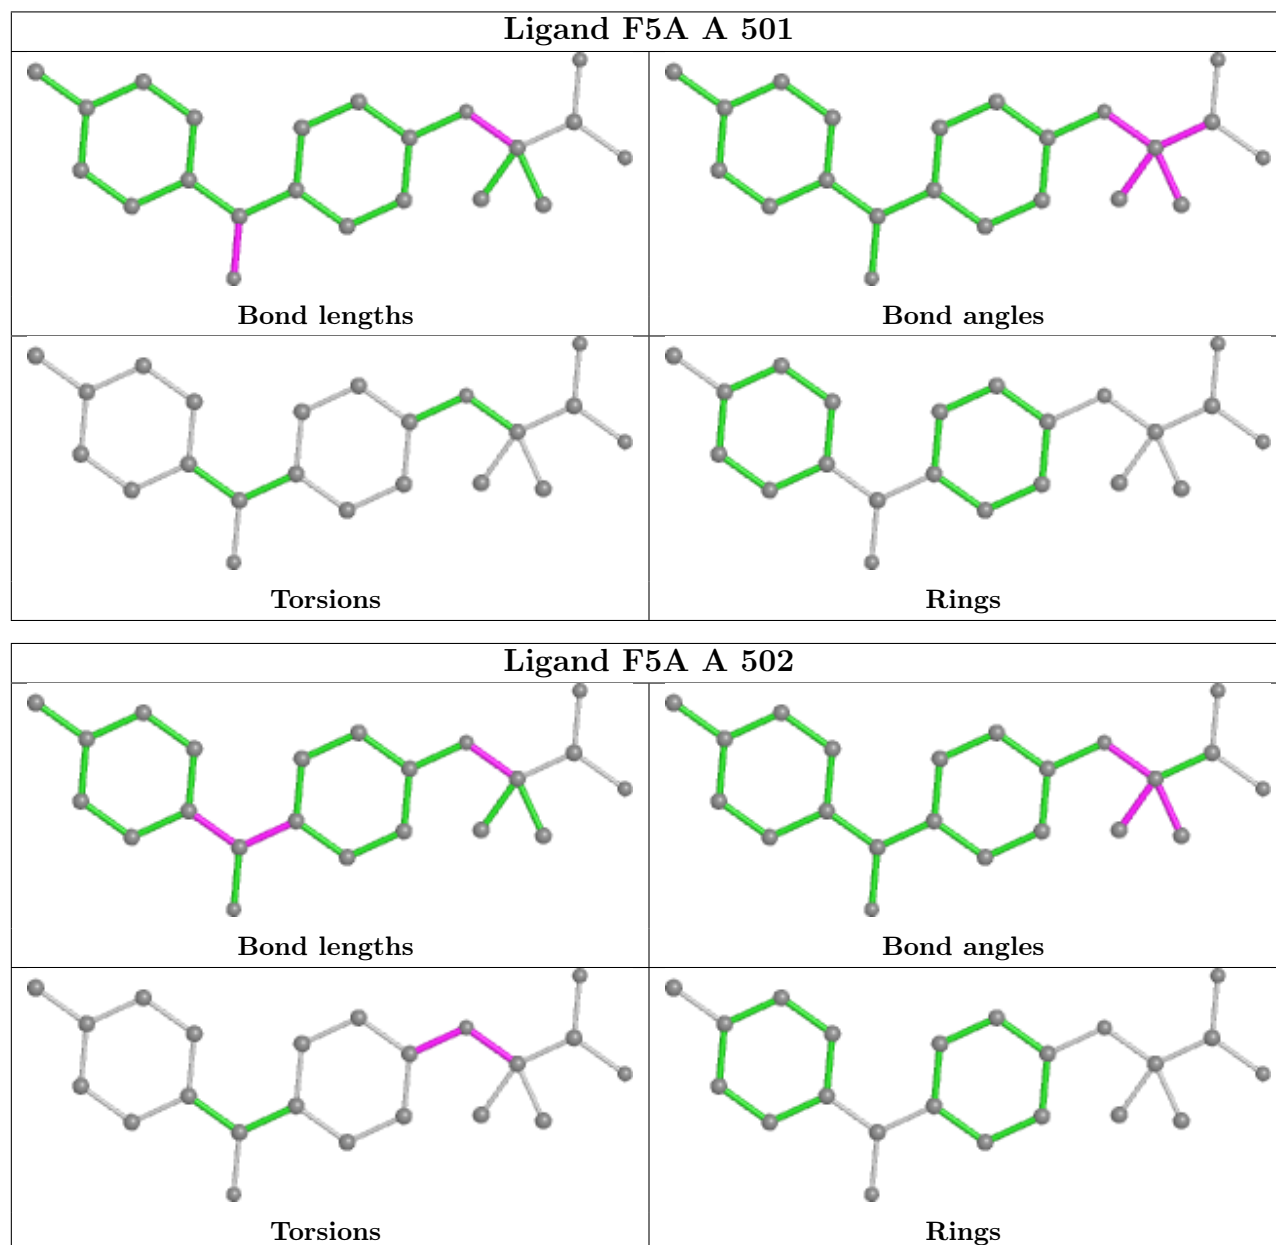 Ligand F5A A 501
Bond lengths
Bond angles
Torsions
Rings
Ligand F5A A 502
Bond lengths
Bond angles
Torsions
Rings